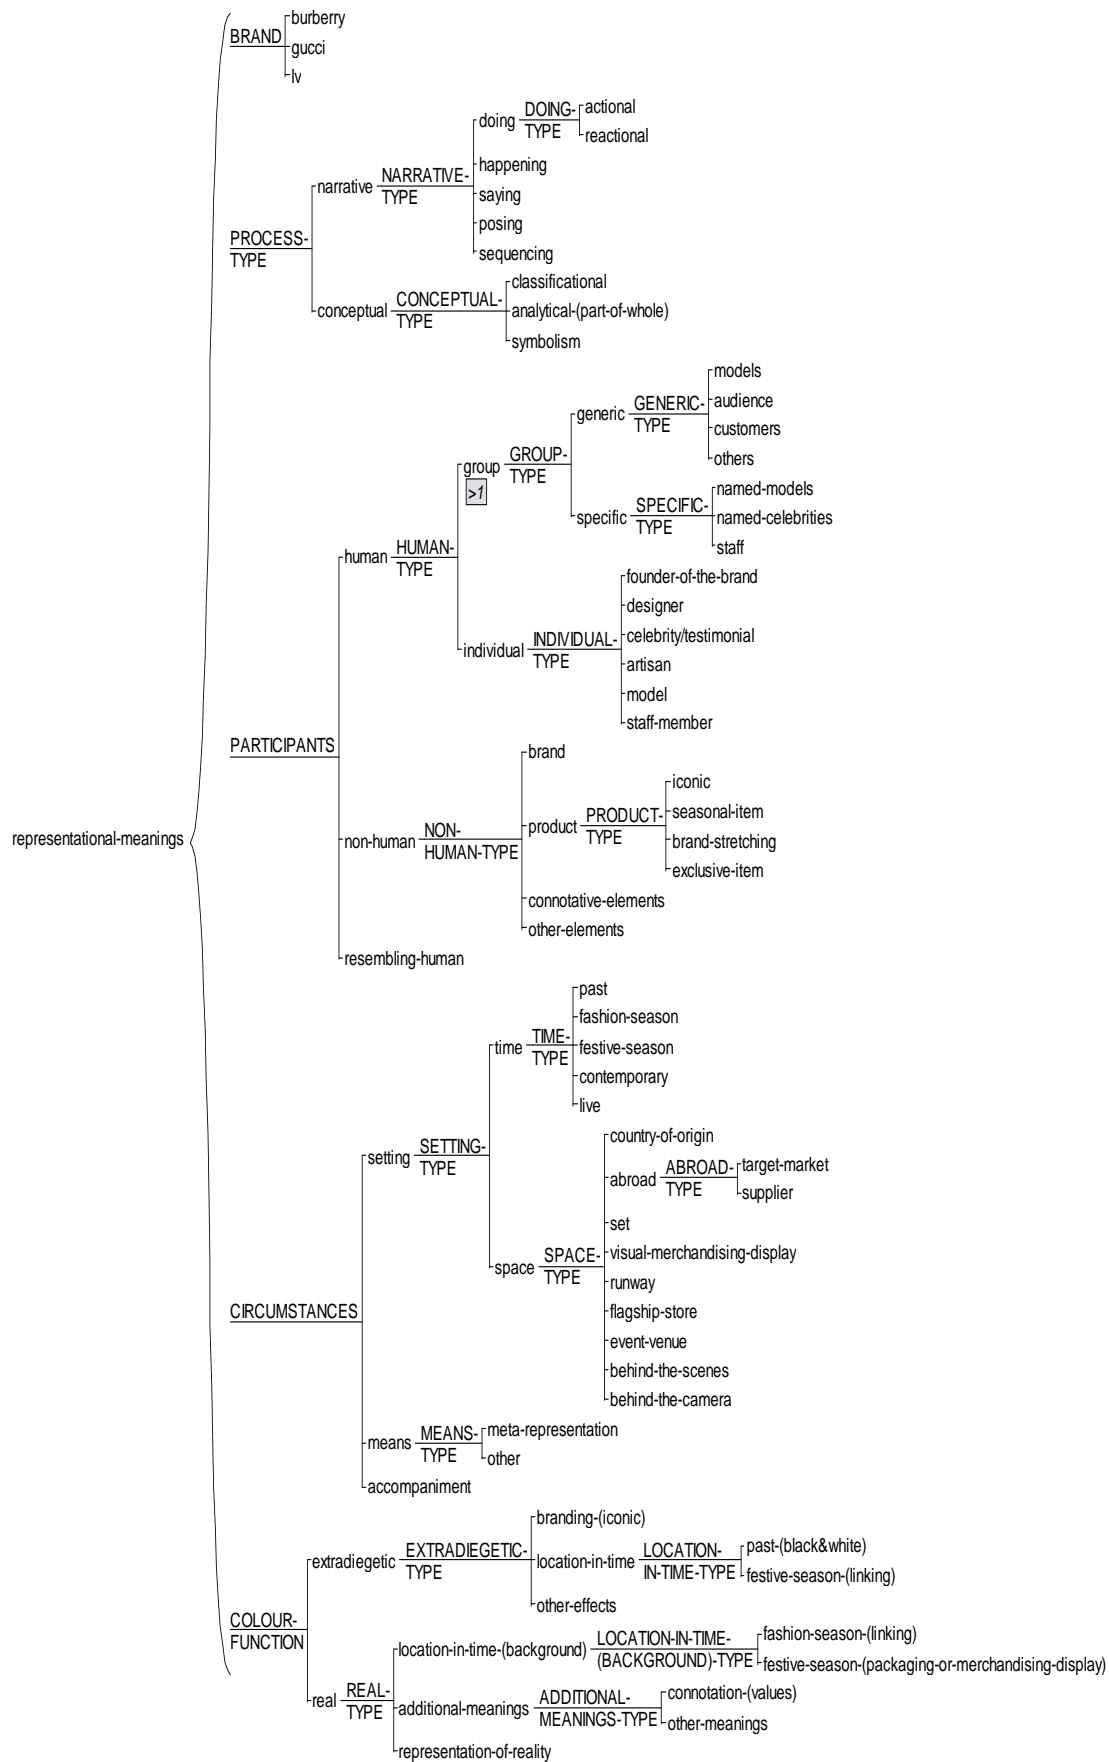 burberry
BRAND
gucci
lv
actional
doing DOING-
TYPE
reactional
happening
narrative NARRATIVE-
TYPE
saying
posing
sequencing
PROCESS-
TYPE
classificational
conceptual CONCEPTUAL-
TYPE
analytical-(part-of-whole)
symbolism
models
generic GENERIC-
TYPE
audience
customers
others
group GROUP-
TYPE
>1
named-models
specific SPECIFIC-
TYPE
named-celebrities
staff
human HUMAN-
TYPE
founder-of-the-brand
designer
celebrity/testimonial
individual INDIVIDUAL-
TYPE
artisan
model
staff-member
PARTICIPANTS
brand
iconic
seasonal-item
product PRODUCT-
TYPE
brand-stretching
exclusive-item
representational-meanings
non-human NON-
HUMAN-TYPE
connotative-elements
other-elements
resembling-human
past
fashion-season
time TIME-
TYPE
festive-season
contemporary
live
setting SETTING-
TYPE
country-of-origin
abroad ABROAD-
TYPE
target-market
supplier
set
visual-merchandising-display
space SPACE-
TYPE
runway
flagship-store
event-venue
behind-the-scenes
behind-the-camera
CIRCUMSTANCES
means MEANS-
TYPE
meta-representation
other
accompaniment
branding-(iconic)
extradiegetic EXTRADIEGETIC-
TYPE
location-in-time LOCATION-
IN-TIME-TYPE
past-(black&white)
festive-season-(linking)
other-effects
COLOUR-
FUNCTION
location-in-time-(background) LOCATION-IN-TIME-
(BACKGROUND)-TYPE
fashion-season-(linking)
festive-season-(packaging-or-merchandising-display)
real REAL-
TYPE
additional-meanings ADDITIONAL-
MEANINGS-TYPE
connotation-(values)
other-meanings
representation-of-reality